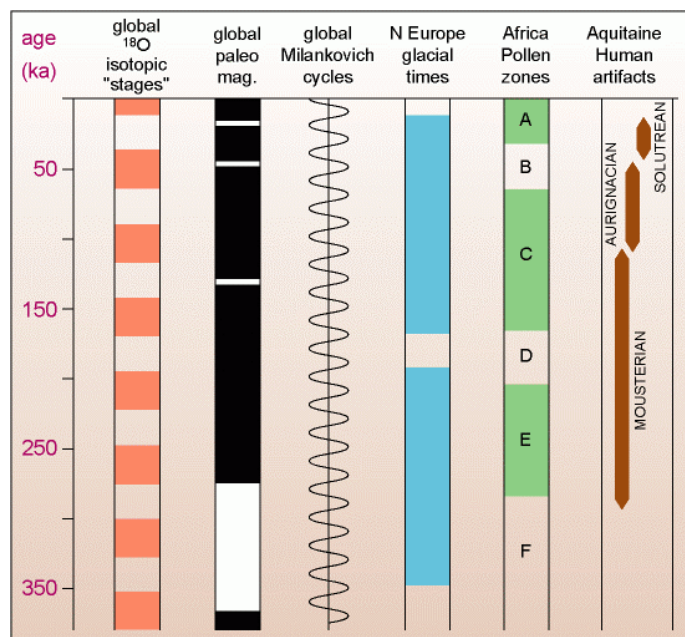 age
(ka)
global
18O
isotopic
"stages"
global
paleo
mag.
global
Milankovich
cycles
N Europe
glacial
times
Africa
Pollen
zones
Aquitaine
Human
artifacts
50
150
250
350
A
B
C
D
E
F
SOLUTREAN
AURIGNACIAN
MOUSTERIAN